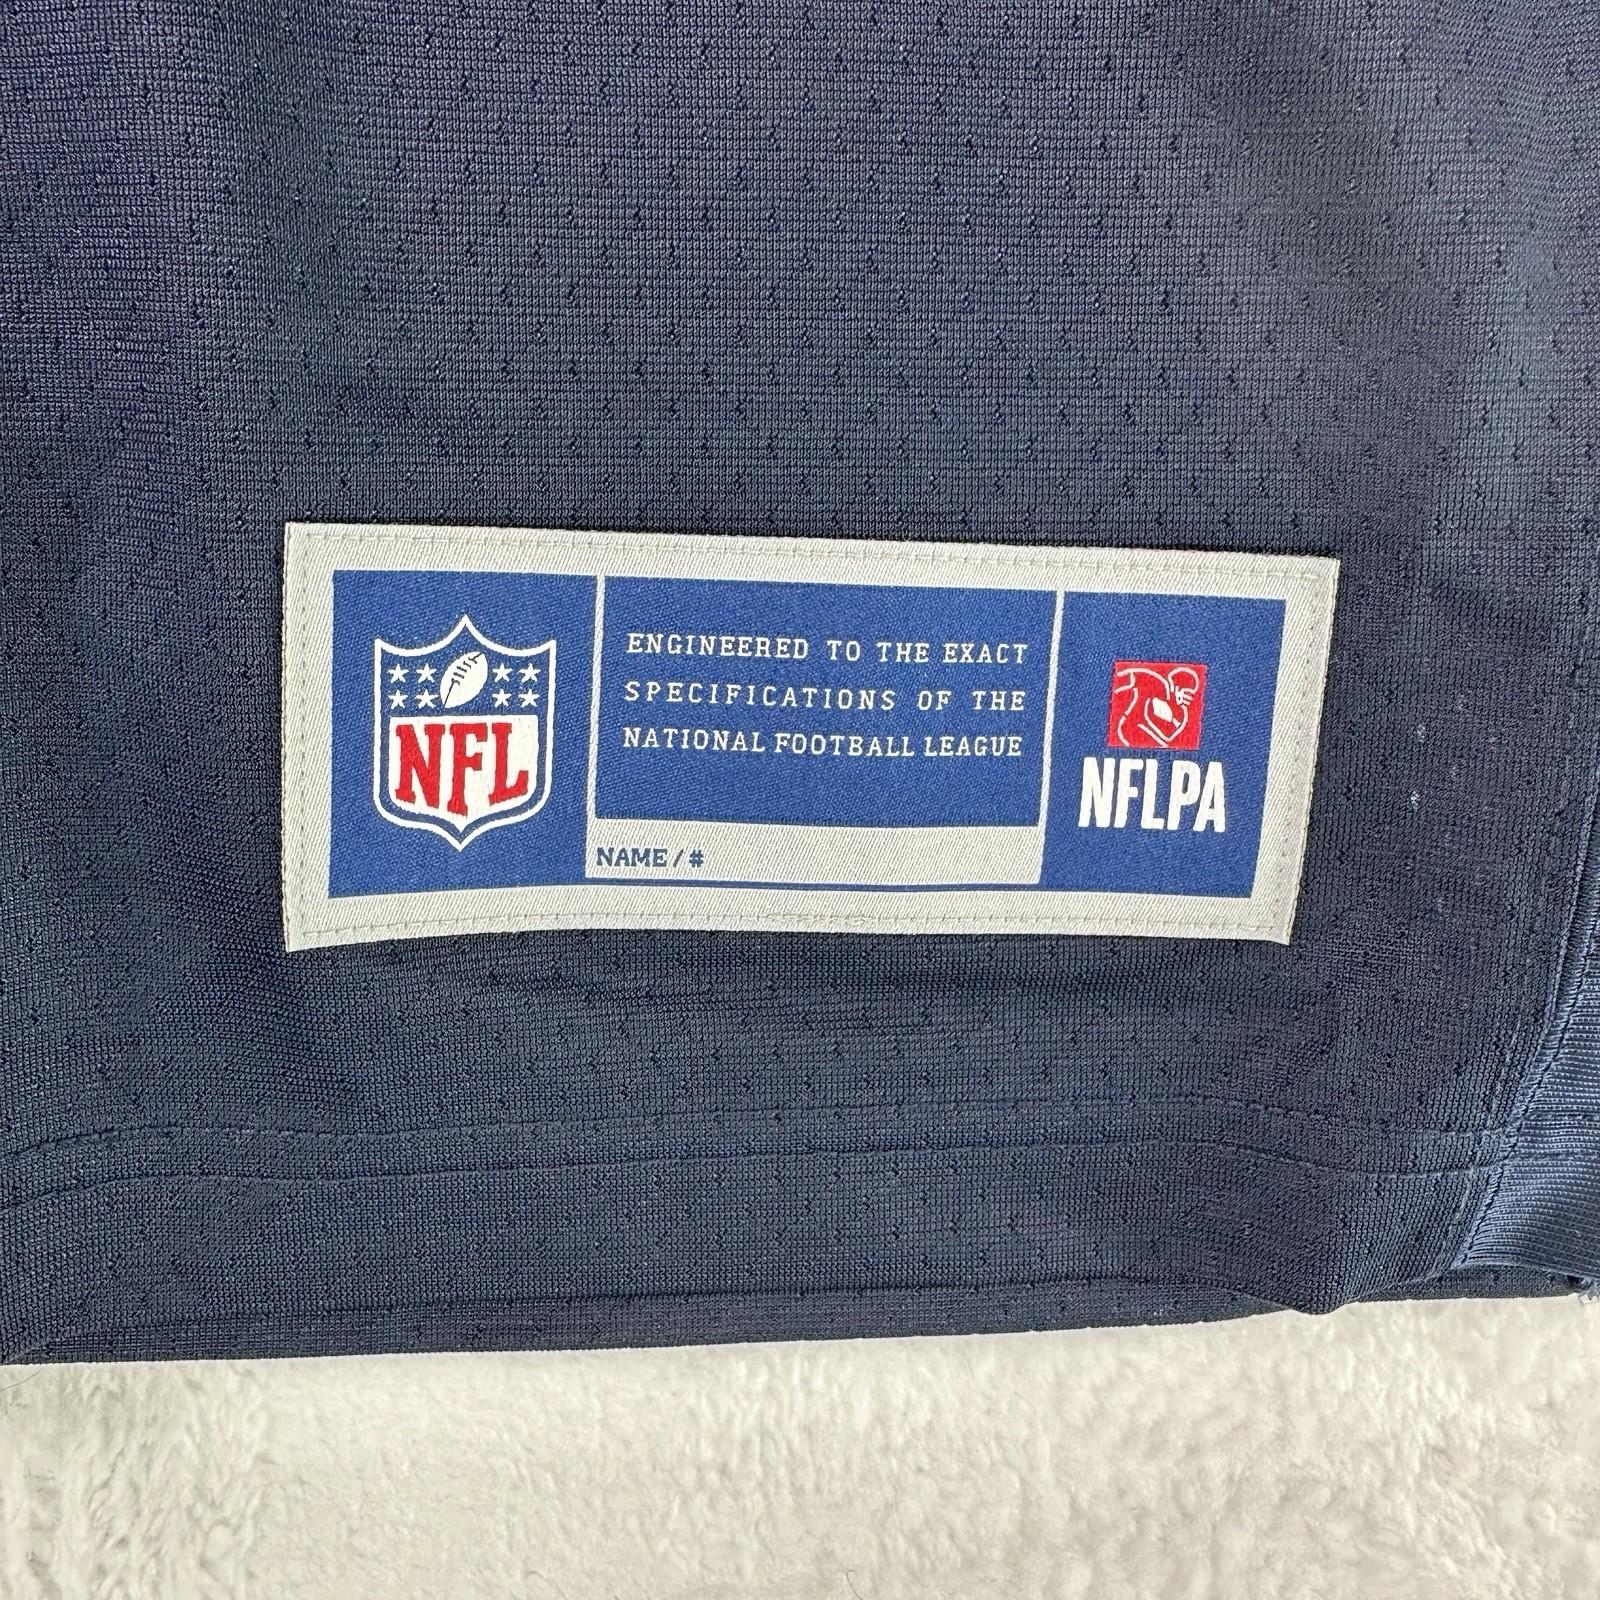 NFL
ENGINEERED TO THE EXACT
SPECIFICATIONS OF THE
NATIONAL FOOTBALL LEAGUE
NAME / #
NFLPA